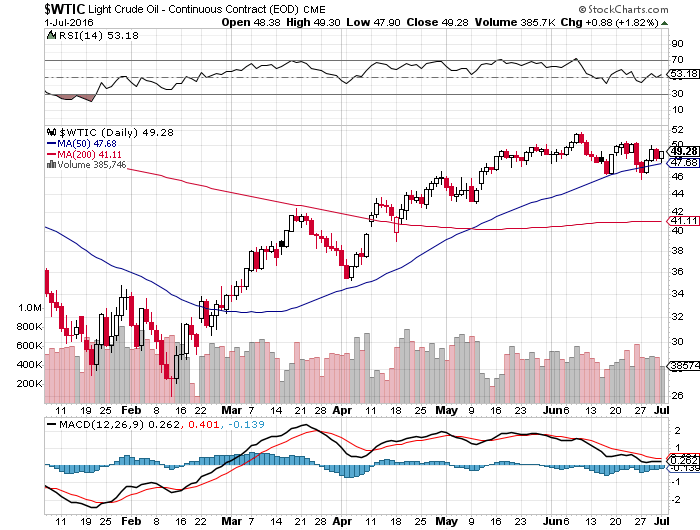 $WTIC Light Crude Oil - Continuous Contract (EOD) CME © StockCharts.com
1-Jul-2016 Open 48.38 High 49.30 Low 47.90 Close 49.28 Volume 385.7K Chg +0.88 (+1.82%)
RSI(14) 53.18
90
70
53.18
30
10
$WTIC (Daily) 49.28
MA(50) 47.68
MA(200) 41.11
Volume 385,746
52
49.28
47.68
46
44
42
41.11
40
38
36
34
32
30
38574
26
1.0M
800K
600K
400K
200K
11 19 25 Feb 8 16 22 Mar 7 14 21 28 Apr 11 18 25 May 9 16 23 Jun 6 13 20 27 Jul
MACD(12,26,9) 0.262, 0.401, -0.139
2
1
0.262
-0.139
-1
-2
11 19 25 Feb 8 16 22 Mar 7 14 21 28 Apr 11 18 25 May 9 16 23 Jun 6 13 20 27 Jul